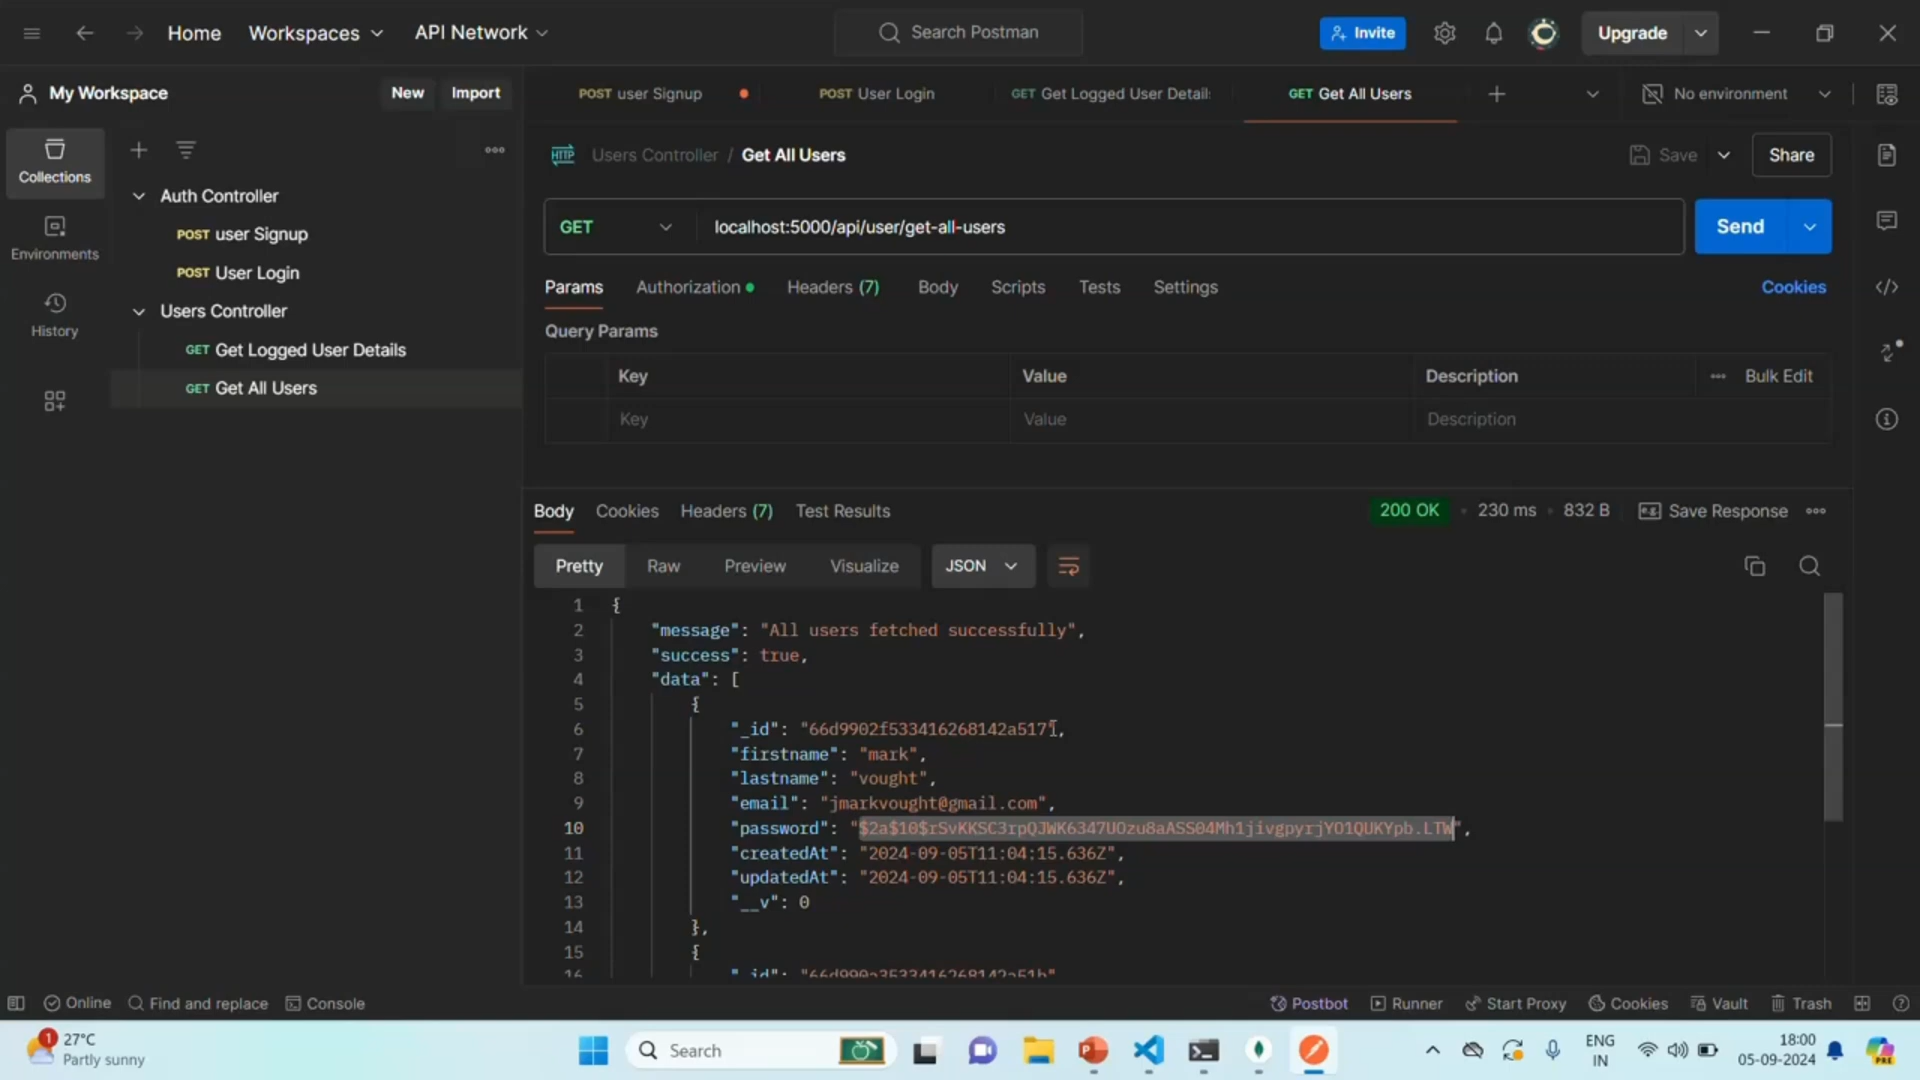 Home Workspaces API Network Search Postman Invite Upgrade
My Workspace New Import POST user Signup POST User Login GET Get Logged User Detail GET Get All Users No environment
HTTP Users Controller / Get All Users Save Share
Collections
Environments
History
Auth Controller
POST user Signup
POST User Login
Users Controller
GET Get Logged User Details
GET Get All Users
GET localhost:5000/api/user/get-all-users Send
Params Authorization Headers (7) Body Scripts Tests Settings Cookies
Query Params
Key Value Description Bulk Edit
Key Value Description
Body Cookies Headers (7) Test Results 200 OK 230 ms 832 B e.g. Save Response
Pretty Raw Preview Visualize JSON
1 {
2 "message": "All users fetched successfully",
3 "success": true,
4 "data": [
5 {
6 "_id": "66d9902f533416268142a517",
7 "firstname": "mark",
8 "lastname": "vought",
9 "email": "jmarkvought@gmail.com",
10 "password": "$2a$10$rSvKKSC3rpQJWK6347UOzu8aASS04Mh1jivgpyrjYO1QUKYpb.LTW",
11 "createdAt": "2024-09-05T11:04:15.636Z",
12 "updatedAt": "2024-09-05T11:04:15.636Z",
13 "__v": 0
14 },
15 {
16 "_id": "66d990a3533416268142a51b"
Online Find and replace Console Postbot Runner Start Proxy Cookies Vault Trash
1 27°C
Partly sunny
Search
ENG
IN
18:00
05-09-2024
PRE